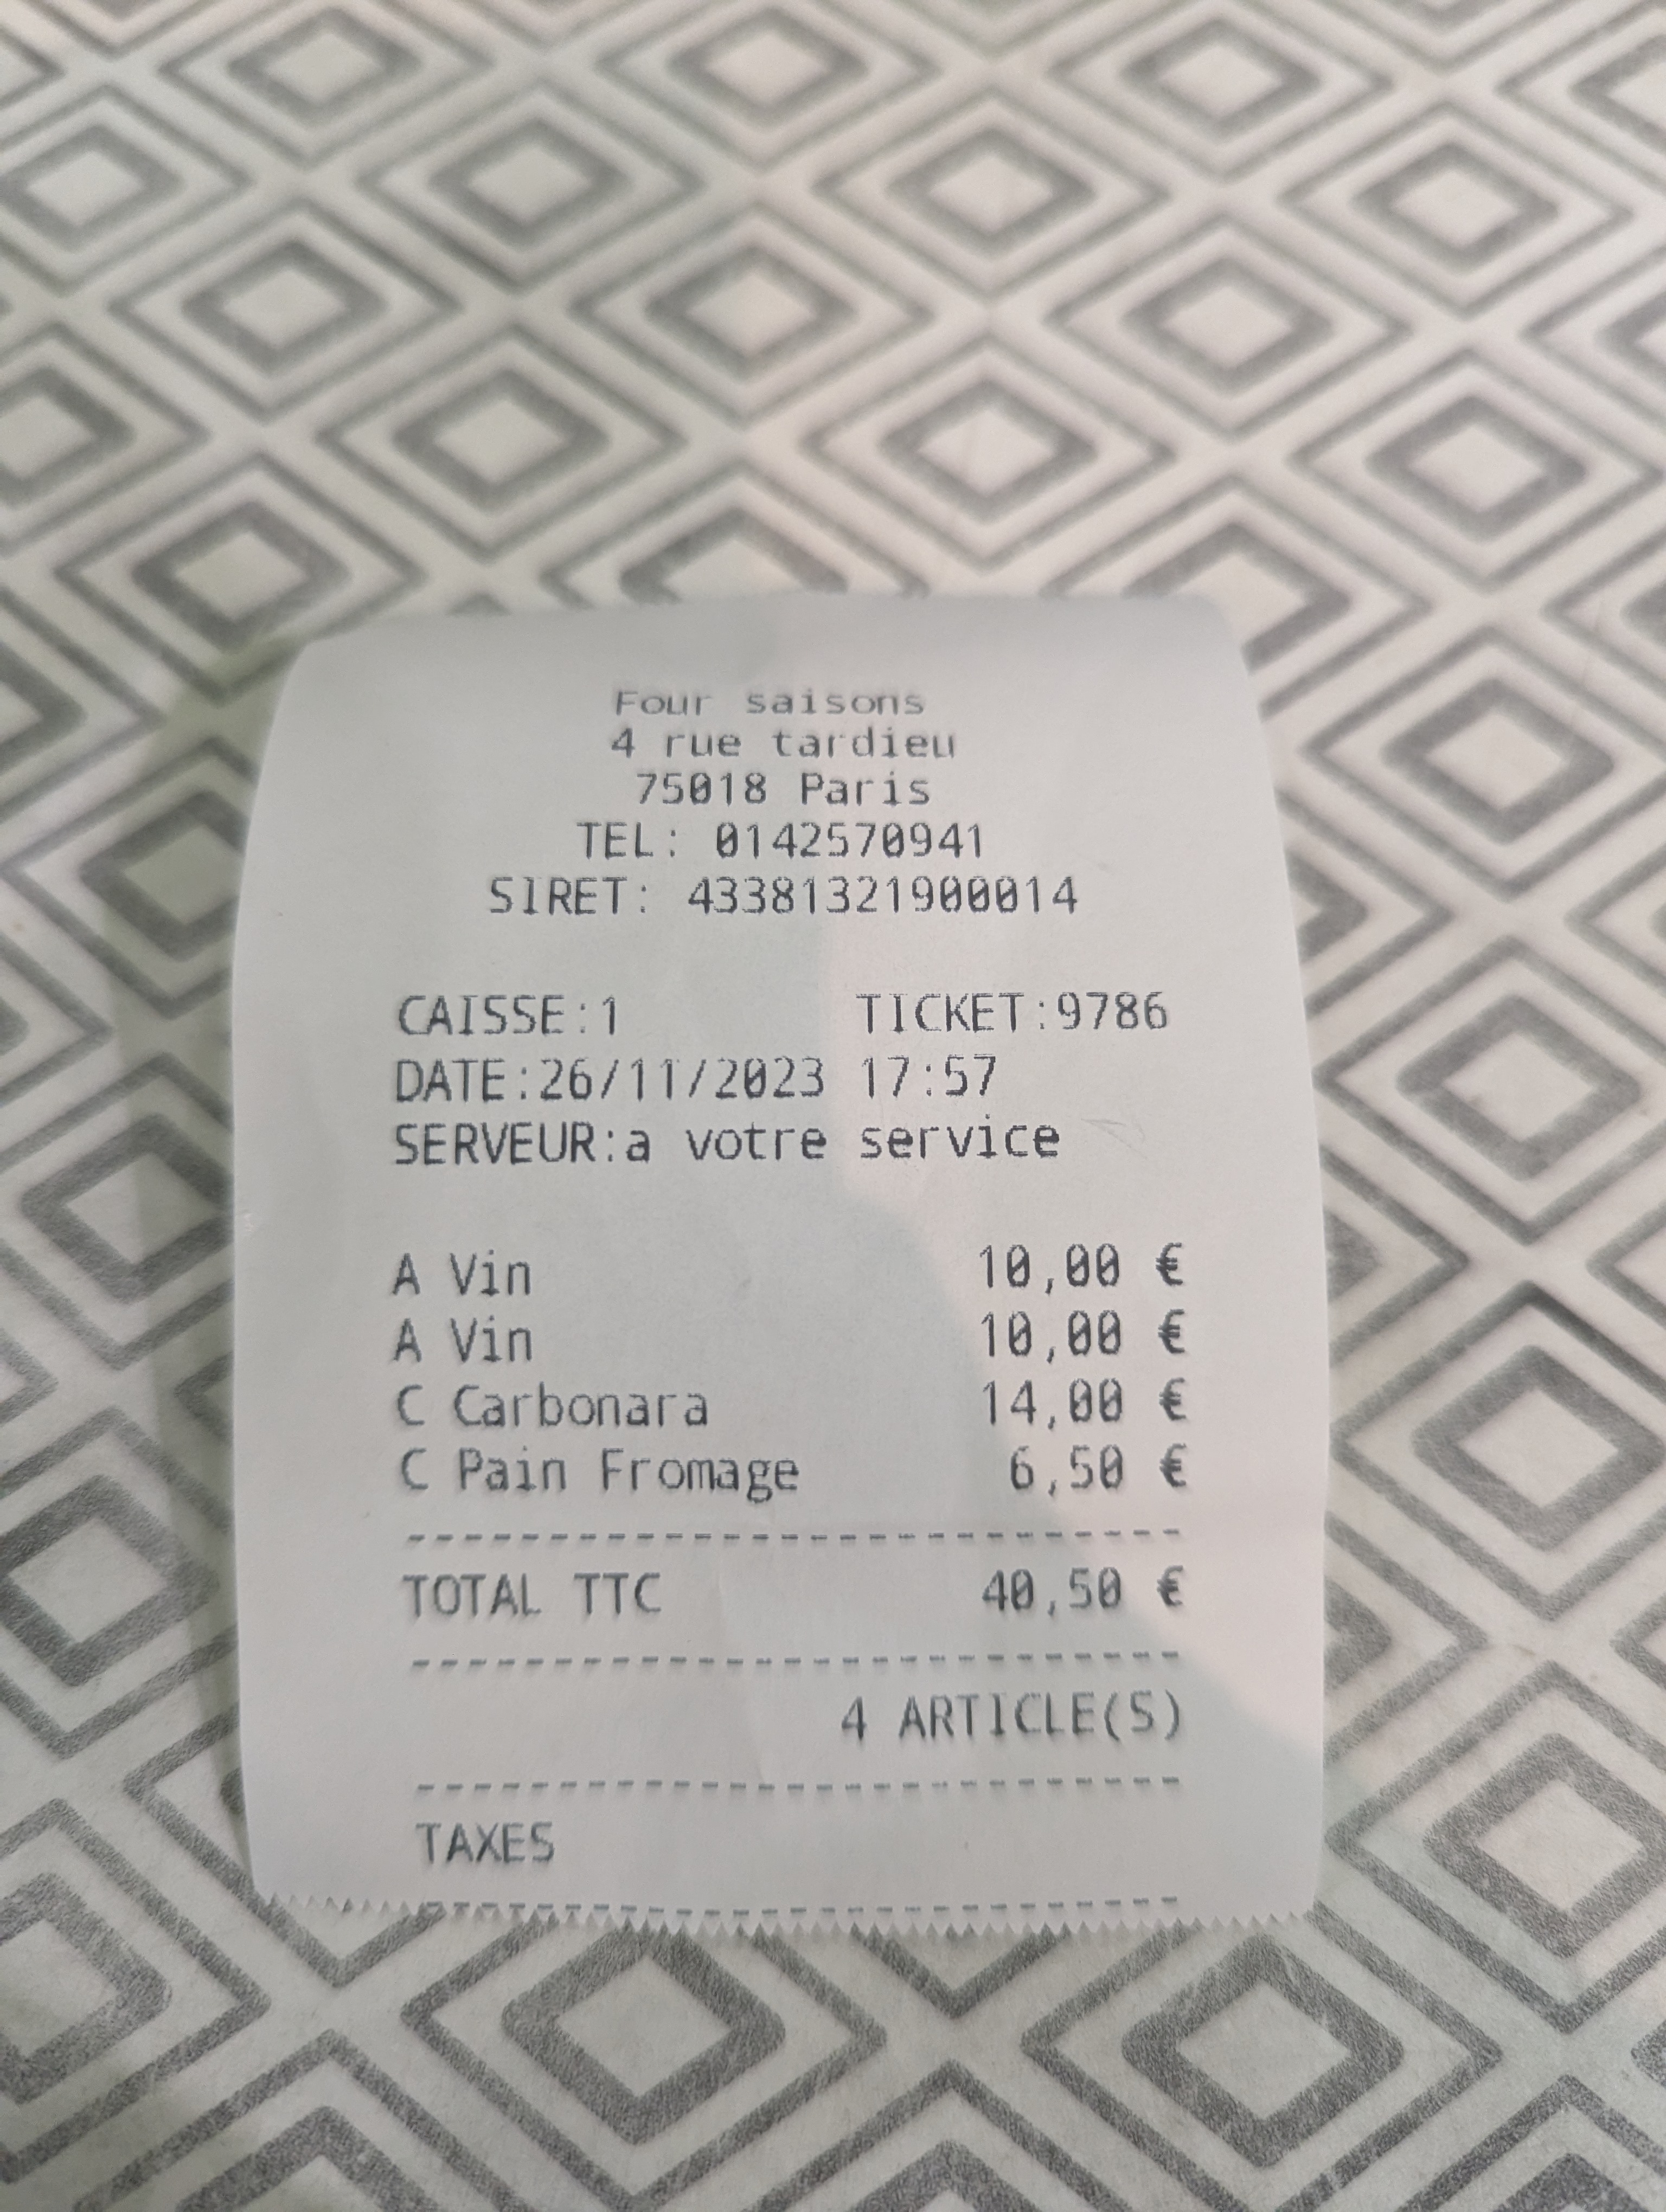 Four saisons
4 rue tardieu
75018 Paris
TEL: 0142570941
SIRET: 43381321900014
CAISSE:1 TICKET:9786
DATE:26/11/2023 17:57
SERVEUR:a votre service
A Vin 10,00 €
A Vin 10,00 €
C Carbonara 14,00 €
C Pain Fromage 6,50 €
TOTAL TTC 40,50 €
4 ARTICLE(S)
TAXES